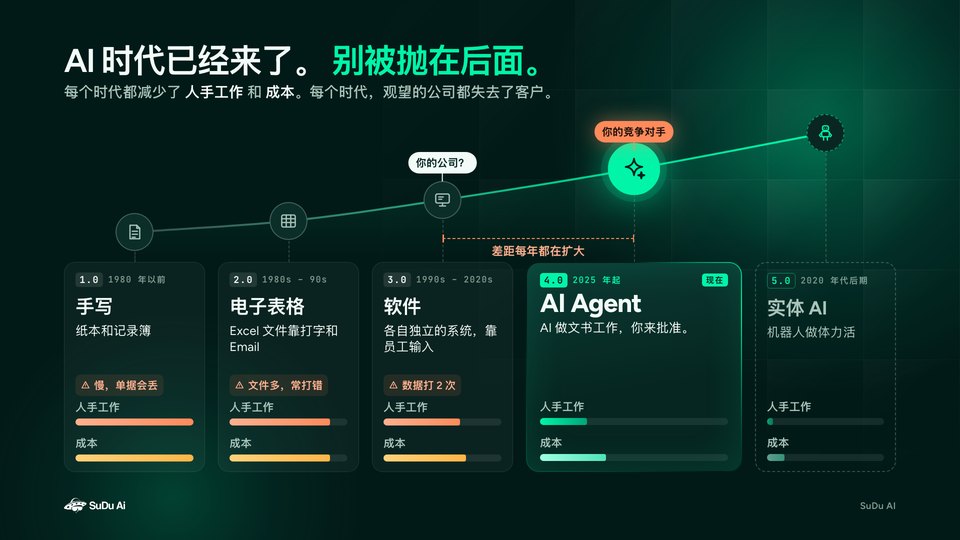 AI 时代已经来了。 别被抛在后面。
每个时代都减少了 人手工作 和 成本。每个时代，观望的公司都失去了客户。
你的竞争对手
你的公司?
差距每年都在扩大
1.0 1980 年以前
手写
纸本和记录簿
慢，单据会丢
人手工作
成本
2.0 1980s – 90s
电子表格
Excel 文件靠打字和
Email
文件多，常打错
人手工作
成本
3.0 1990s – 2020s
软件
各自独立的系统，靠
员工输入
数据打 2 次
人手工作
成本
4.0 2025 年起 现在
AI Agent
AI 做文书工作，你来批准。
人手工作
成本
5.0 2020 年代后期
实体 AI
机器人做体力活
人手工作
成本
SuDu Ai
SuDu AI